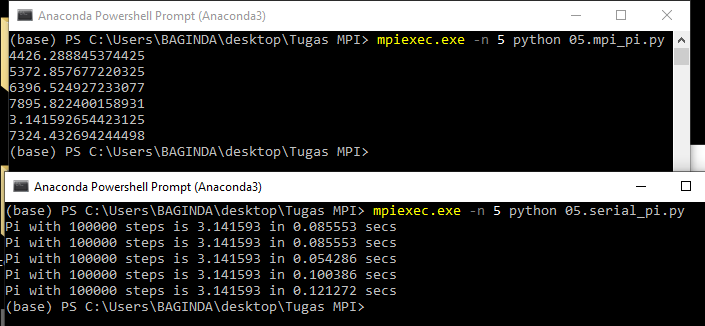 Anaconda Powershell Prompt (Anaconda3)
(base) PS C:\Users\BAGINDA\desktop\Tugas MPI> mpiexec.exe -n 5 python 05.mpi_pi.py
4426.288845374425
5372.857677220325
6396.524927233077
7895.822400158931
3.141592654423125
7324.432694244498
(base) PS C:\Users\BAGINDA\desktop\Tugas MPI>
Anaconda Powershell Prompt (Anaconda3)
(base) PS C:\Users\BAGINDA\desktop\Tugas MPI> mpiexec.exe -n 5 python 05.serial_pi.py
Pi with 100000 steps is 3.141593 in 0.085553 secs
Pi with 100000 steps is 3.141593 in 0.085553 secs
Pi with 100000 steps is 3.141593 in 0.054286 secs
Pi with 100000 steps is 3.141593 in 0.100386 secs
Pi with 100000 steps is 3.141593 in 0.121272 secs
(base) PS C:\Users\BAGINDA\desktop\Tugas MPI>